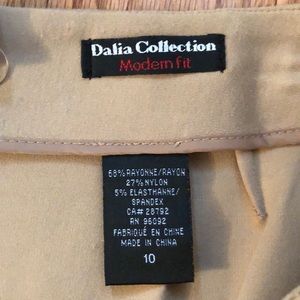 Dalia Collection
Modern fit
68% RAYONNE/RAYON
27% NYLON
5% ELASTHANNE/
SPANDEX
CA# 28792
RN 96092
FABRIQUÉ EN CHINE
MADE IN CHINA
10